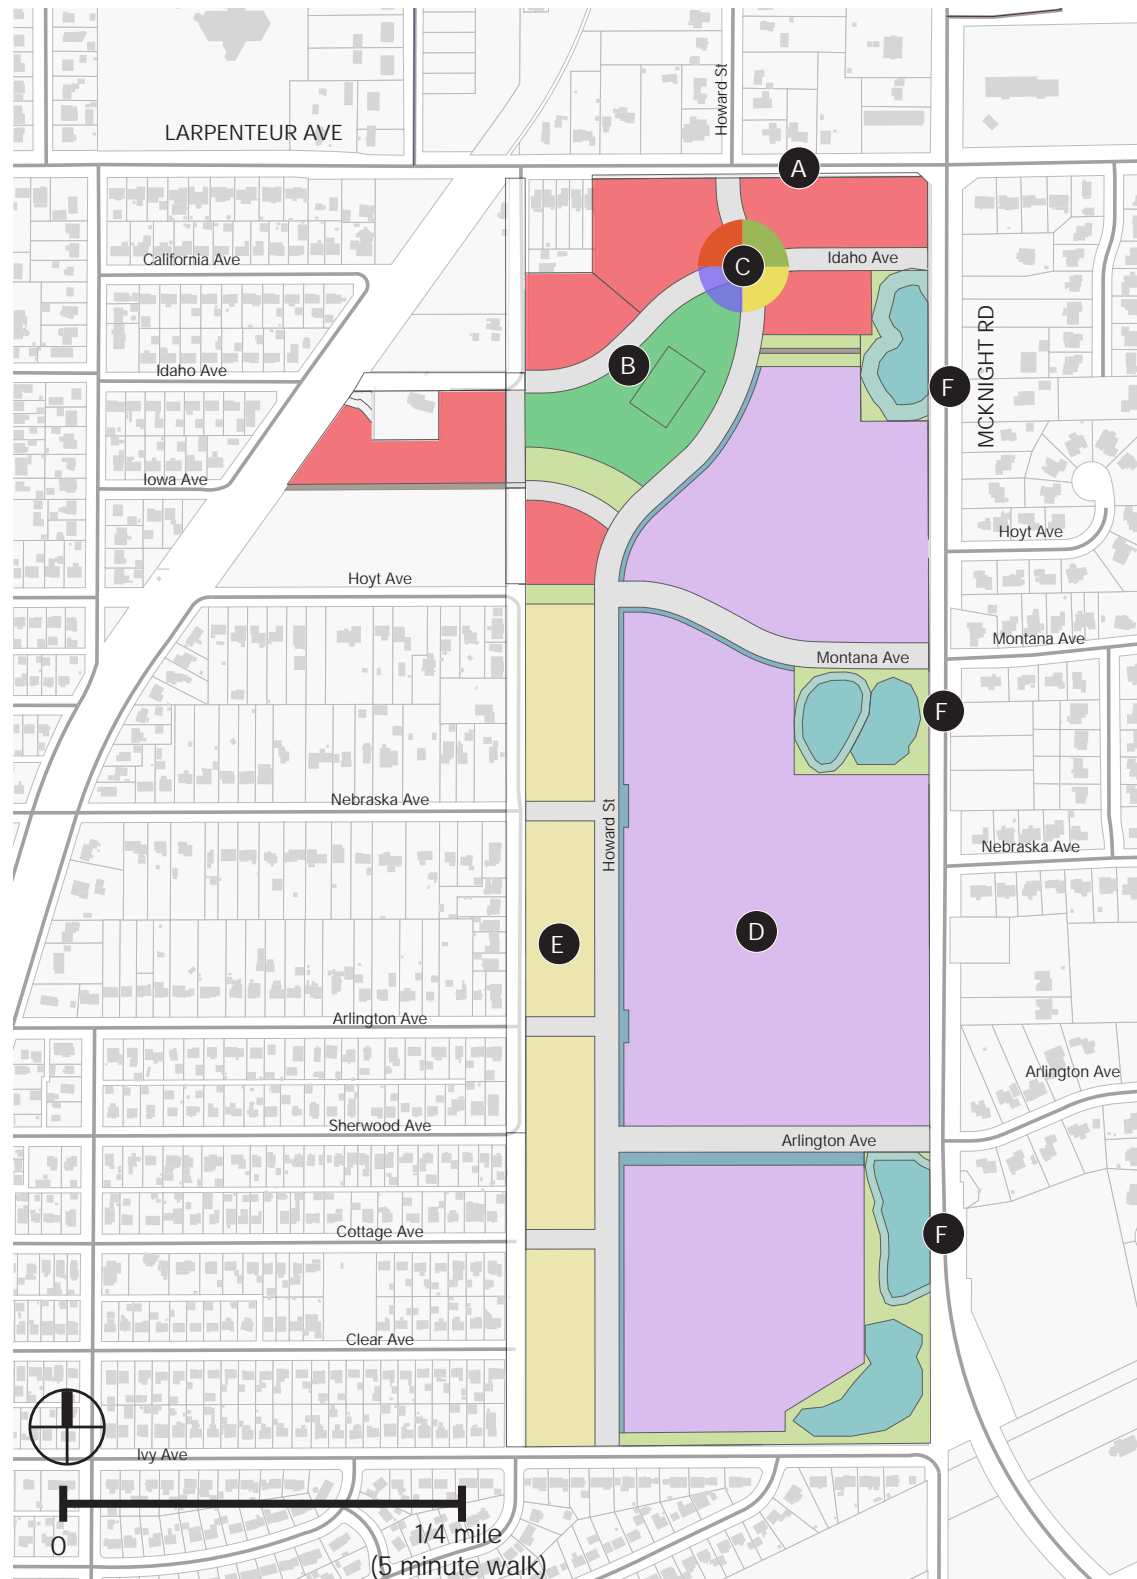 Howard St
LARPENTEUR AVE
A
California Ave
C
Idaho Ave
MCKNIGHT RD
Idaho Ave
B
F
Iowa Ave
Hoyt Ave
Hoyt Ave
Montana Ave
Montana Ave
F
Nebraska Ave
Howard St
Nebraska Ave
E
D
Arlington Ave
Arlington Ave
Sherwood Ave
Arlington Ave
Cottage Ave
F
Clear Ave
Ivy Ave
0
1/4 mile
(5 minute walk)